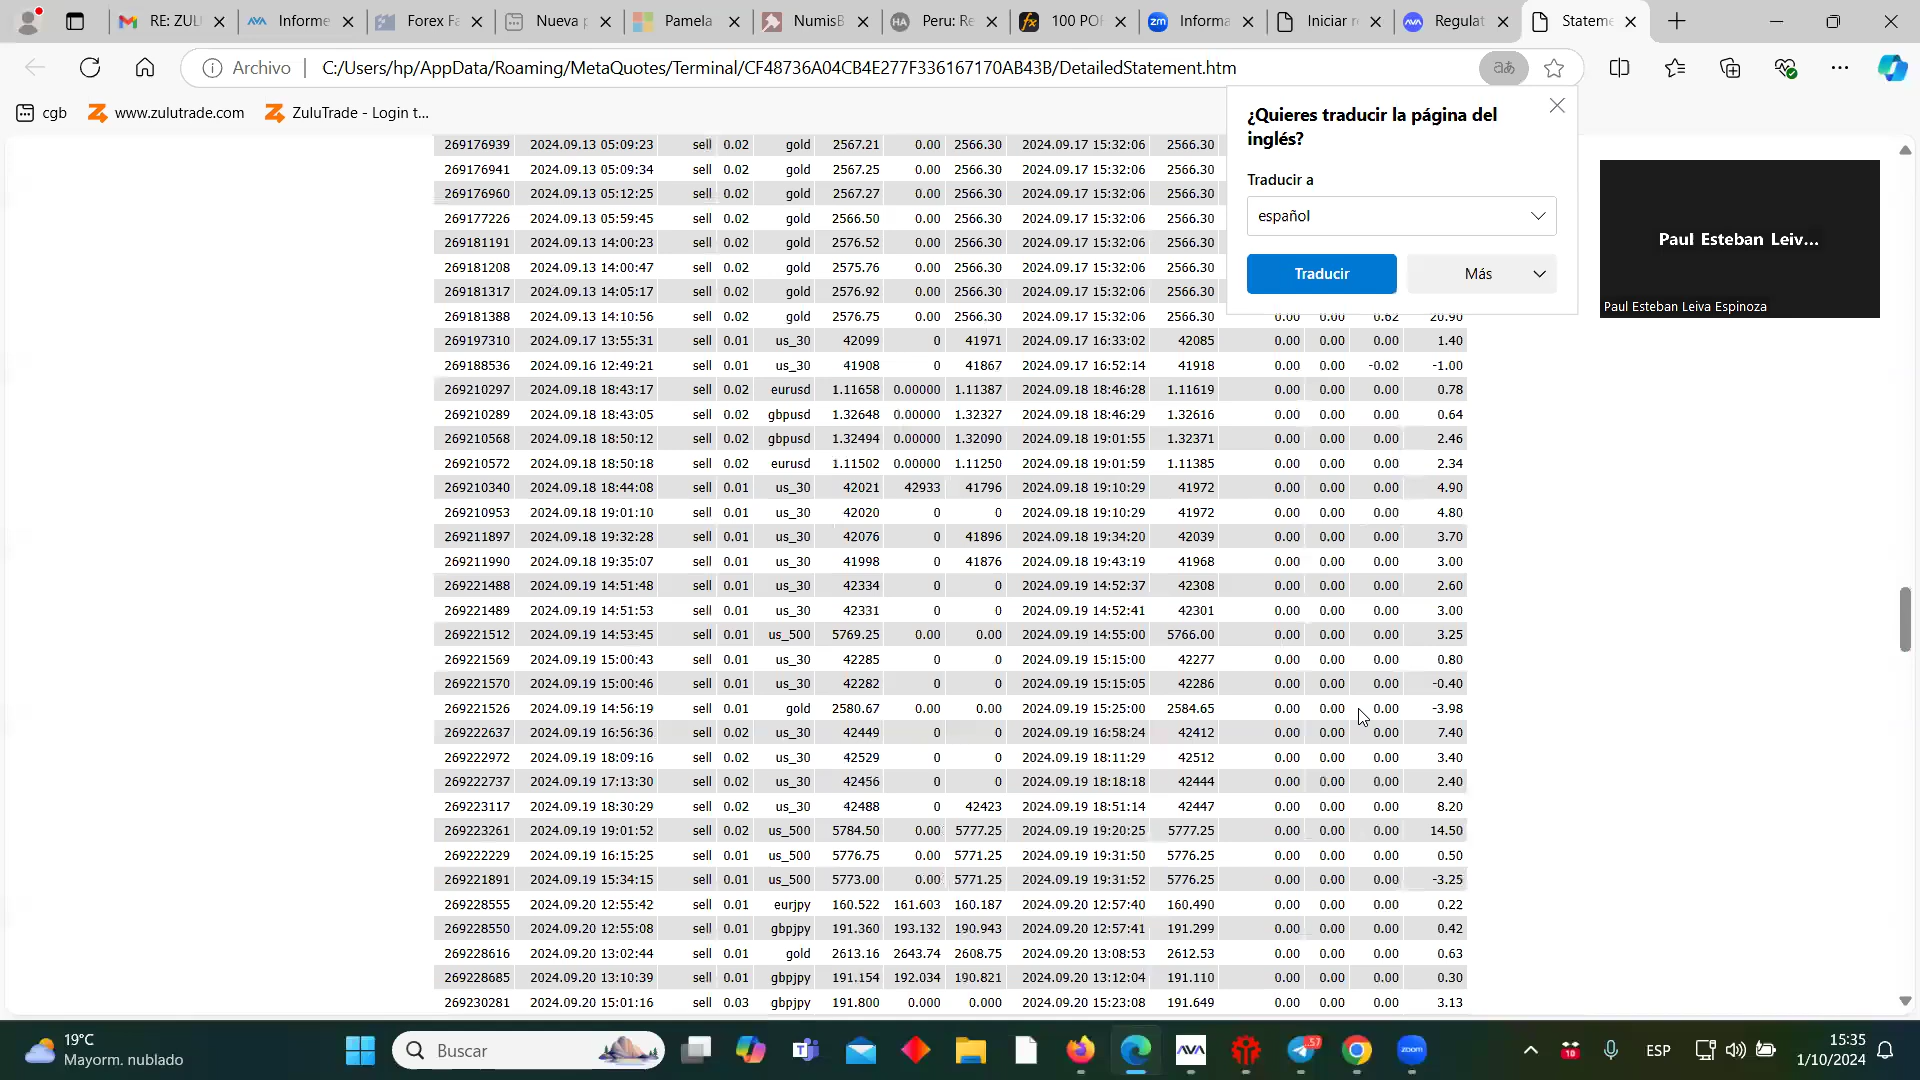 RE: ZUL
Informe
Forex Fa
Nueva p
Pamela
NumisB
Peru: Re
100 POI
Informa
Iniciar r
Regulat
Stateme
Archivo
C:/Users/hp/AppData/Roaming/MetaQuotes/Terminal/CF48736A04CB4E277F336167170AB43B/DetailedStatement.htm
cgb
www.zulutrade.com
ZuluTrade - Login t...
¿Quieres traducir la página del
inglés?
Traducir a
español
Traducir
Más
Paul Esteban Leiv...
Paul Esteban Leiva Espinoza
269176939 2024.09.13 05:09:23 sell 0.02 gold 2567.21 0.00 2566.30 2024.09.17 15:32:06 2566.30
269176941 2024.09.13 05:09:34 sell 0.02 gold 2567.25 0.00 2566.30 2024.09.17 15:32:06 2566.30
269176960 2024.09.13 05:12:25 sell 0.02 gold 2567.27 0.00 2566.30 2024.09.17 15:32:06 2566.30
269177226 2024.09.13 05:59:45 sell 0.02 gold 2566.50 0.00 2566.30 2024.09.17 15:32:06 2566.30
269181191 2024.09.13 14:00:23 sell 0.02 gold 2576.52 0.00 2566.30 2024.09.17 15:32:06 2566.30
269181208 2024.09.13 14:00:47 sell 0.02 gold 2575.76 0.00 2566.30 2024.09.17 15:32:06 2566.30
269181317 2024.09.13 14:05:17 sell 0.02 gold 2576.92 0.00 2566.30 2024.09.17 15:32:06 2566.30
269181388 2024.09.13 14:10:56 sell 0.02 gold 2576.75 0.00 2566.30 2024.09.17 15:32:06 2566.30 0.00 0.00 0.62 20.90
269197310 2024.09.17 13:55:31 sell 0.01 us_30 42099 0 41971 2024.09.17 16:33:02 42085 0.00 0.00 0.00 1.40
269188536 2024.09.16 12:49:21 sell 0.01 us_30 41908 0 41867 2024.09.17 16:52:14 41918 0.00 0.00 -0.02 -1.00
269210297 2024.09.18 18:43:17 sell 0.02 eurusd 1.11658 0.00000 1.11387 2024.09.18 18:46:28 1.11619 0.00 0.00 0.00 0.78
269210289 2024.09.18 18:43:05 sell 0.02 gbpusd 1.32648 0.00000 1.32327 2024.09.18 18:46:29 1.32616 0.00 0.00 0.00 0.64
269210568 2024.09.18 18:50:12 sell 0.02 gbpusd 1.32494 0.00000 1.32090 2024.09.18 19:01:55 1.32371 0.00 0.00 0.00 2.46
269210572 2024.09.18 18:50:18 sell 0.02 eurusd 1.11502 0.00000 1.11250 2024.09.18 19:01:59 1.11385 0.00 0.00 0.00 2.34
269210340 2024.09.18 18:44:08 sell 0.01 us_30 42021 42933 41796 2024.09.18 19:10:29 41972 0.00 0.00 0.00 4.90
269210953 2024.09.18 19:01:10 sell 0.01 us_30 42020 0 0 2024.09.18 19:10:29 41972 0.00 0.00 0.00 4.80
269211897 2024.09.18 19:32:28 sell 0.01 us_30 42076 0 41896 2024.09.18 19:34:20 42039 0.00 0.00 0.00 3.70
269211990 2024.09.18 19:35:07 sell 0.01 us_30 41998 0 41876 2024.09.18 19:43:19 41968 0.00 0.00 0.00 3.00
269221488 2024.09.19 14:51:48 sell 0.01 us_30 42334 0 0 2024.09.19 14:52:37 42308 0.00 0.00 0.00 2.60
269221489 2024.09.19 14:51:53 sell 0.01 us_30 42331 0 0 2024.09.19 14:52:41 42301 0.00 0.00 0.00 3.00
269221512 2024.09.19 14:53:45 sell 0.01 us_500 5769.25 0.00 0.00 2024.09.19 14:55:00 5766.00 0.00 0.00 0.00 3.25
269221569 2024.09.19 15:00:43 sell 0.01 us_30 42285 0 0 2024.09.19 15:15:00 42277 0.00 0.00 0.00 0.80
269221570 2024.09.19 15:00:46 sell 0.01 us_30 42282 0 0 2024.09.19 15:15:05 42286 0.00 0.00 0.00 -0.40
269221526 2024.09.19 14:56:19 sell 0.01 gold 2580.67 0.00 0.00 2024.09.19 15:25:00 2584.65 0.00 0.00 0.00 -3.98
269222637 2024.09.19 16:56:36 sell 0.02 us_30 42449 0 0 2024.09.19 16:58:24 42412 0.00 0.00 0.00 7.40
269222972 2024.09.19 18:09:16 sell 0.02 us_30 42529 0 0 2024.09.19 18:11:29 42512 0.00 0.00 0.00 3.40
269222737 2024.09.19 17:13:30 sell 0.02 us_30 42456 0 0 2024.09.19 18:18:18 42444 0.00 0.00 0.00 2.40
269223117 2024.09.19 18:30:29 sell 0.02 us_30 42488 0 42423 2024.09.19 18:51:14 42447 0.00 0.00 0.00 8.20
269223261 2024.09.19 19:01:52 sell 0.02 us_500 5784.50 0.00 5777.25 2024.09.19 19:20:25 5777.25 0.00 0.00 0.00 14.50
269222229 2024.09.19 16:15:25 sell 0.01 us_500 5776.75 0.00 5771.25 2024.09.19 19:31:50 5776.25 0.00 0.00 0.00 0.50
269221891 2024.09.19 15:34:15 sell 0.01 us_500 5773.00 0.00 5771.25 2024.09.19 19:31:52 5776.25 0.00 0.00 0.00 -3.25
269228555 2024.09.20 12:55:42 sell 0.01 eurjpy 160.522 161.603 160.187 2024.09.20 12:57:40 160.490 0.00 0.00 0.00 0.22
269228550 2024.09.20 12:55:08 sell 0.01 gbpjpy 191.360 193.132 190.943 2024.09.20 12:57:41 191.299 0.00 0.00 0.00 0.42
269228616 2024.09.20 13:02:44 sell 0.01 gold 2613.16 2643.74 2608.75 2024.09.20 13:08:53 2612.53 0.00 0.00 0.00 0.63
269228685 2024.09.20 13:10:39 sell 0.01 gbpjpy 191.154 192.034 190.821 2024.09.20 13:12:04 191.110 0.00 0.00 0.00 0.30
269230281 2024.09.20 15:01:16 sell 0.03 gbpjpy 191.800 0.000 0.000 2024.09.20 15:23:08 191.649 0.00 0.00 0.00 3.13
19°C
Mayorm. nublado
Buscar
AVA
57
zoom
10
ESP
15:35
1/10/2024